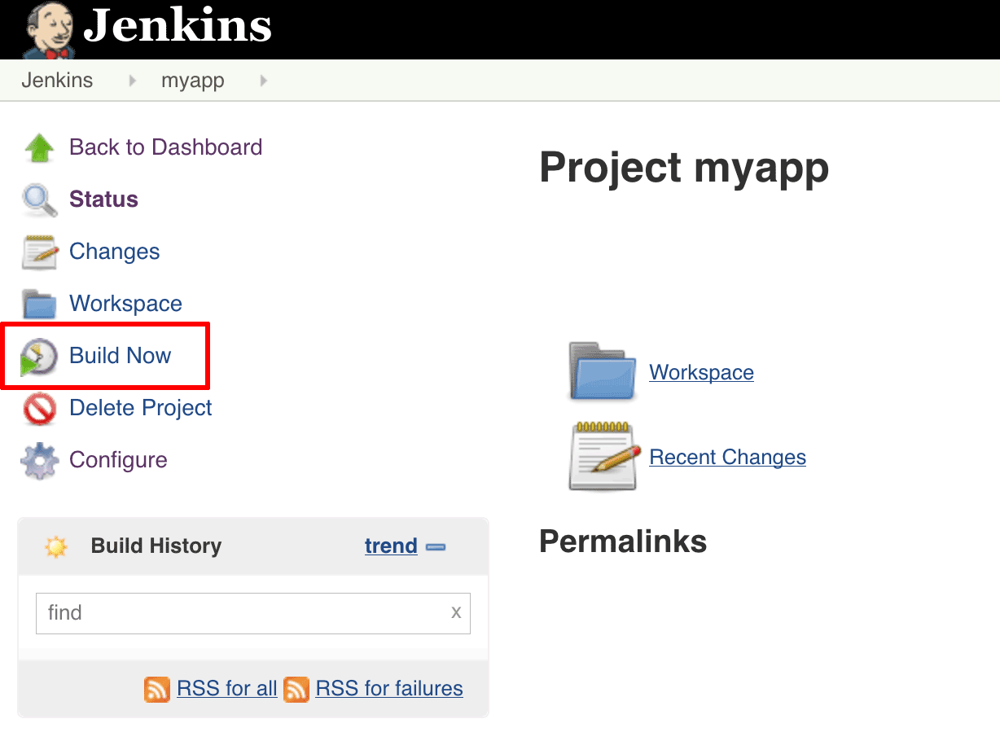 Jenkins
Jenkins myapp
Back to Dashboard
Status
Changes
Workspace
Build Now
Delete Project
Configure
Build History trend
find x
RSS for all RSS for failures
Project myapp
Workspace
Recent Changes
Permalinks